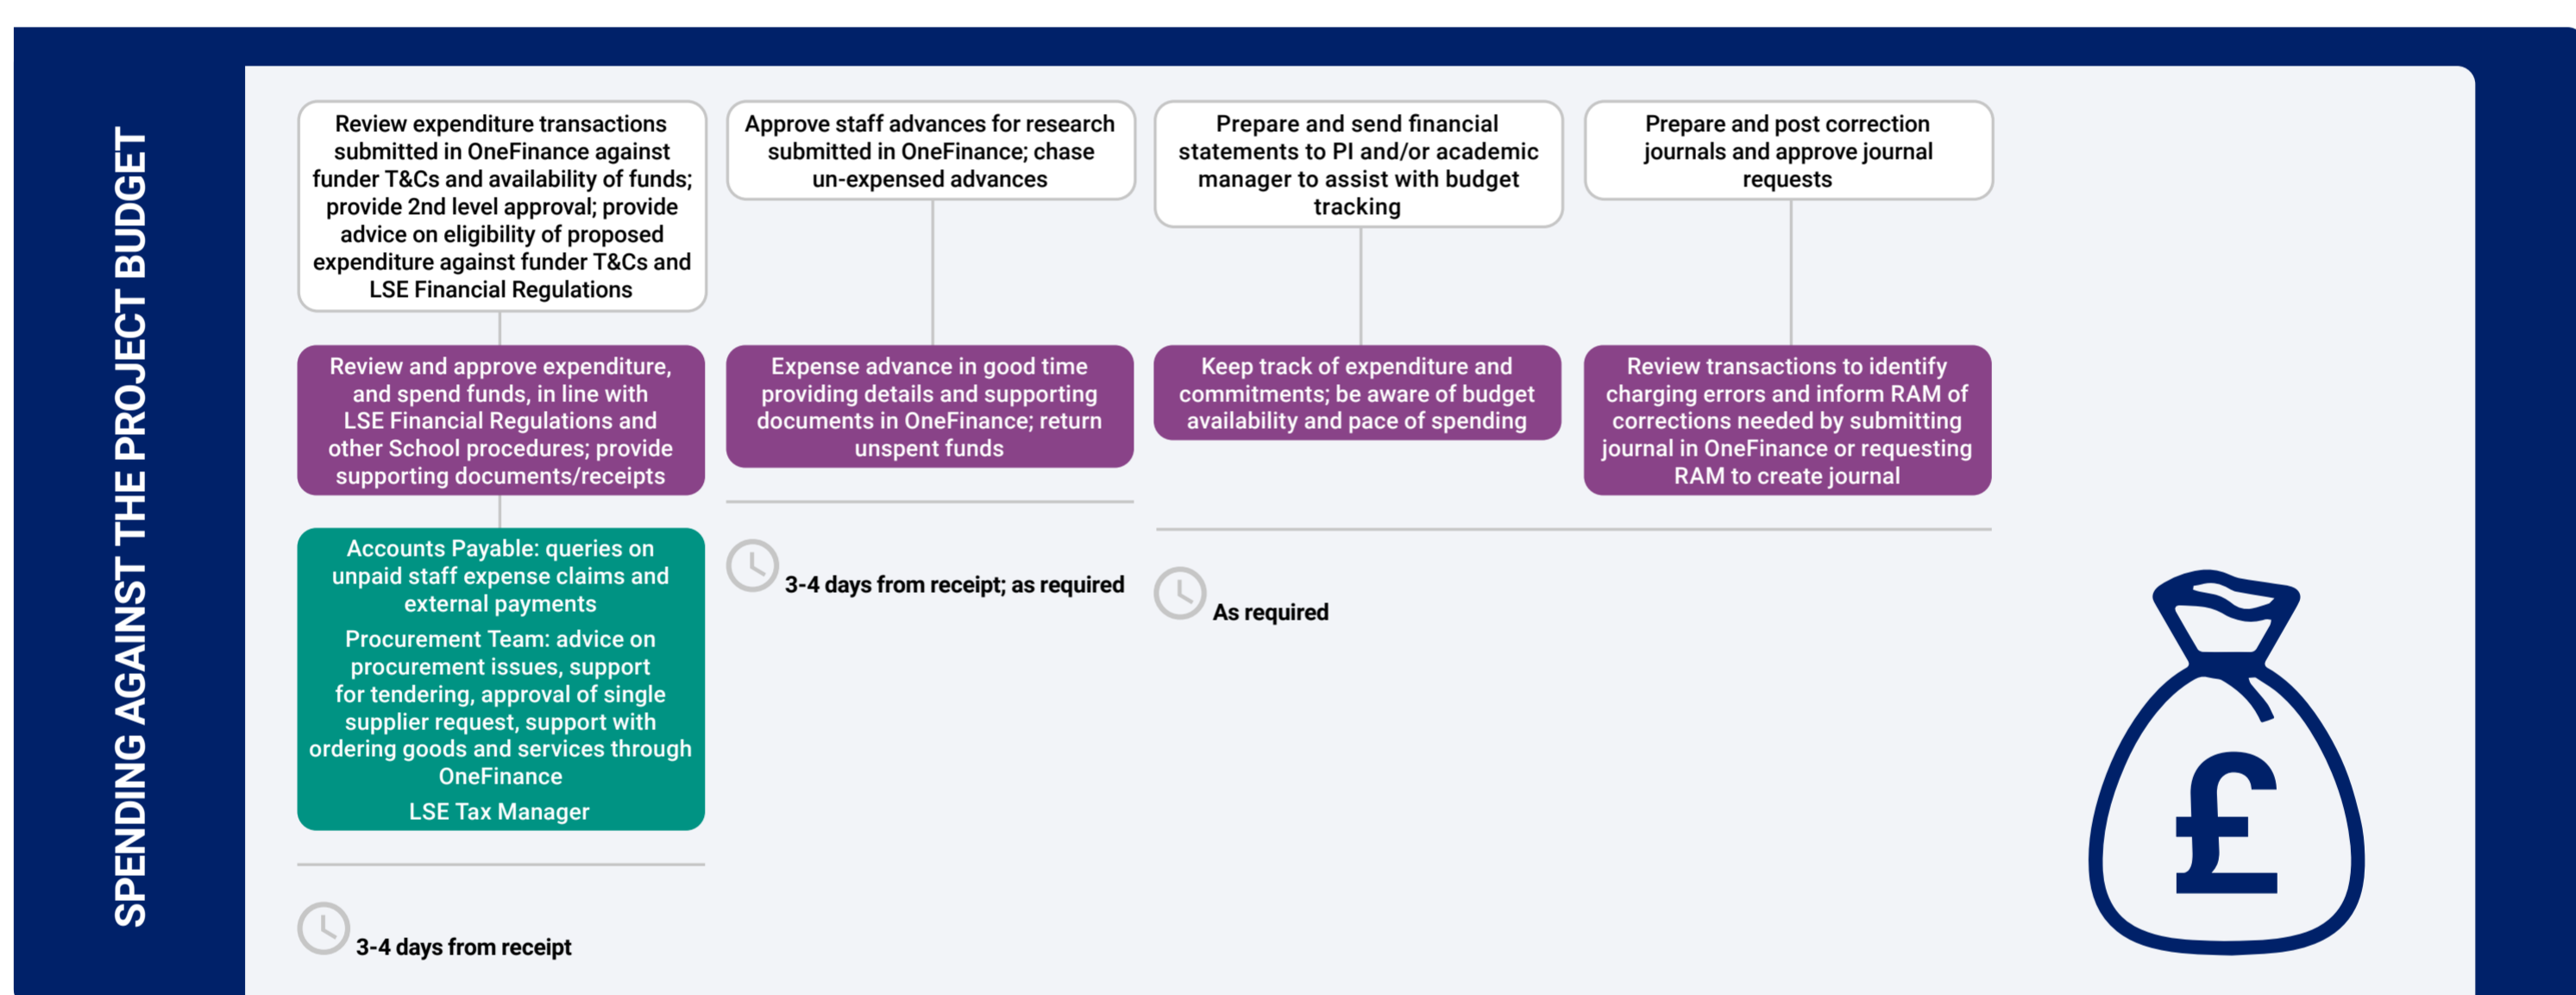 SPENDING AGAINST THE PROJECT BUDGET
Review expenditure transactions
submitted in OneFinance against
funder T&Cs and availability of funds;
provide 2nd level approval; provide
advice on eligibility of proposed
expenditure against funder T&Cs and
LSE Financial Regulations
Review and approve expenditure,
and spend funds, in line with
LSE Financial Regulations and
other School procedures; provide
supporting documents/receipts
Accounts Payable: queries on
unpaid staff expense claims and
external payments
Procurement Team: advice on
procurement issues, support
for tendering, approval of single
supplier request, support with
ordering goods and services through
OneFinance
LSE Tax Manager
3-4 days from receipt
Approve staff advances for research
submitted in OneFinance; chase
un-expensed advances
Expense advance in good time
providing details and supporting
documents in OneFinance; return
unspent funds
3-4 days from receipt; as required
Prepare and send financial
statements to PI and/or academic
manager to assist with budget
tracking
Keep track of expenditure and
commitments; be aware of budget
availability and pace of spending
Prepare and post correction
journals and approve journal
requests
Review transactions to identify
charging errors and inform RAM of
corrections needed by submitting
journal in OneFinance or requesting
RAM to create journal
As required
£